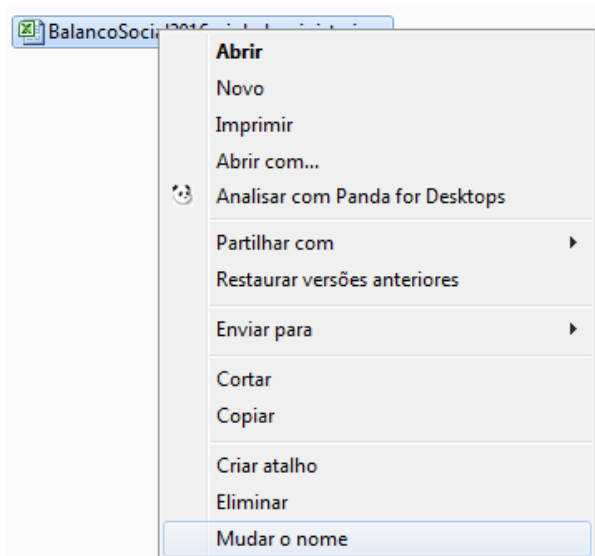 BalancoSocial2016
Abrir
Novo
Imprimir
Abrir com...
Analisar com Panda for Desktops
Partilhar com
Restaurar versões anteriores
Enviar para
Cortar
Copiar
Criar atalho
Eliminar
Mudar o nome